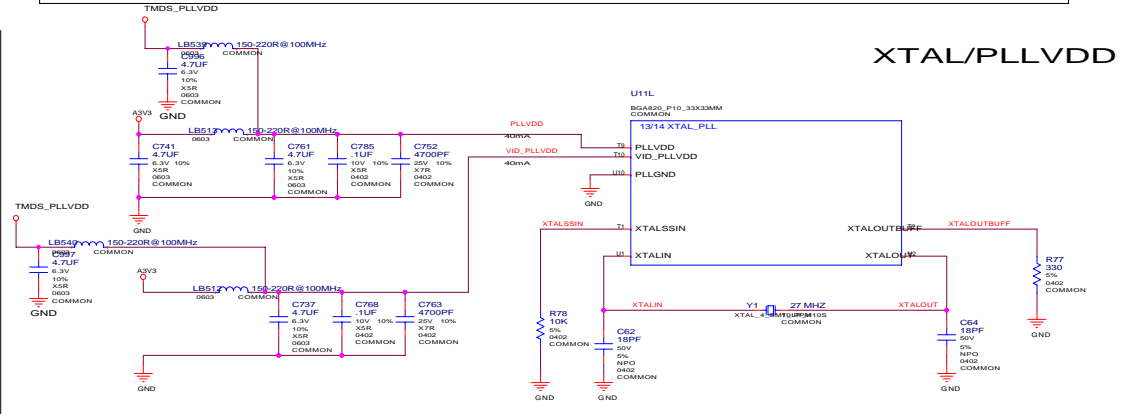 TMDS_PLLVDD
XTAL/PLLVDD
LB539 150-220R@100MHz
0603 COMMON
C996
4.7UF
6.3V
10%
X5R
0603
COMMON
GND
A3V3
LB513 150-220R@100MHz
0603 COMMON
C741
4.7UF
6.3V 10%
X5R
0603
COMMON
C761
4.7UF
6.3V
10%
X5R
0603
COMMON
C785
.1UF
10V 10%
X5R
0402
COMMON
C752
4700PF
25V 10%
X7R
0402
COMMON
GND
PLLVDD
40mA
VID_PLLVDD
40mA
U11L
BGA820_P10_33X33MM
COMMON
13/14 XTAL_PLL
T9 PLLVDD
T10 VID_PLLVDD
U10 PLLGND
GND
XTALSSIN
T1 XTALSSIN
U1 XTALIN
XTALOUTBUFF
XTALOUT U2
XTALOUTBUFF
R77
330
5%
0402
COMMON
GND
TMDS_PLLVDD
LB540 150-220R@100MHz
0603 COMMON
C997
4.7UF
6.3V
10%
X5R
0603
COMMON
GND
A3V3
LB512 150-220R@100MHz
0603 COMMON
C737
4.7UF
6.3V
10%
X5R
0603
COMMON
C768
.1UF
10V 10%
X5R
0402
COMMON
C763
4700PF
25V 10%
X7R
0402
COMMON
GND
R78
10K
5%
0402
COMMON
GND
XTALIN
Y1 27 MHZ
COMMON
XTALOUT
C62
18PF
50V
5%
NPO
0402
COMMON
GND
C64
18PF
50V
5%
NPO
0402
COMMON
GND